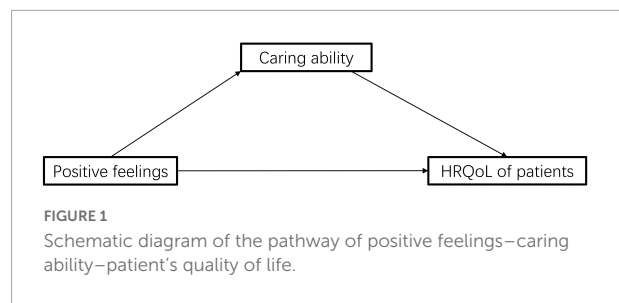 Caring ability
Positive feelings
HRQoL of patients
FIGURE 1
Schematic diagram of the pathway of positive feelings–caring
ability–patient's quality of life.